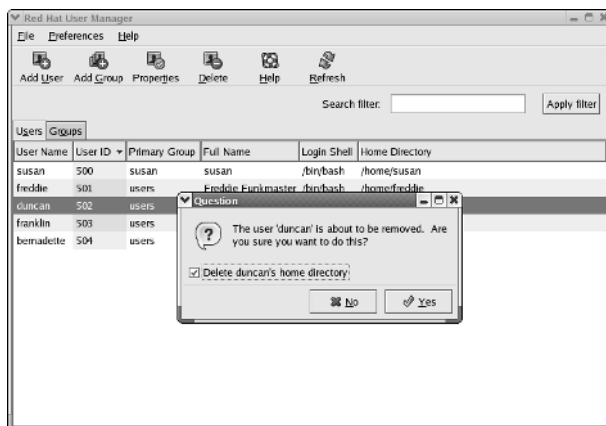 Red Hat User Manager
File Preferences Help
Add User Add Group Properties Delete Help Refresh
Search filter: Apply filter
Users Groups
User Name User ID Primary Group Full Name Login Shell Home Directory
susan 500 susan susan /bin/bash /home/susan
freddie 501 users Freddie Funkmaster /bin/bash /home/freddie
duncan 502 users
franklin 503 users
bernadette 504 users
Question
The user 'duncan' is about to be removed. Are
you sure you want to do this?
Delete duncan's home directory
No Yes